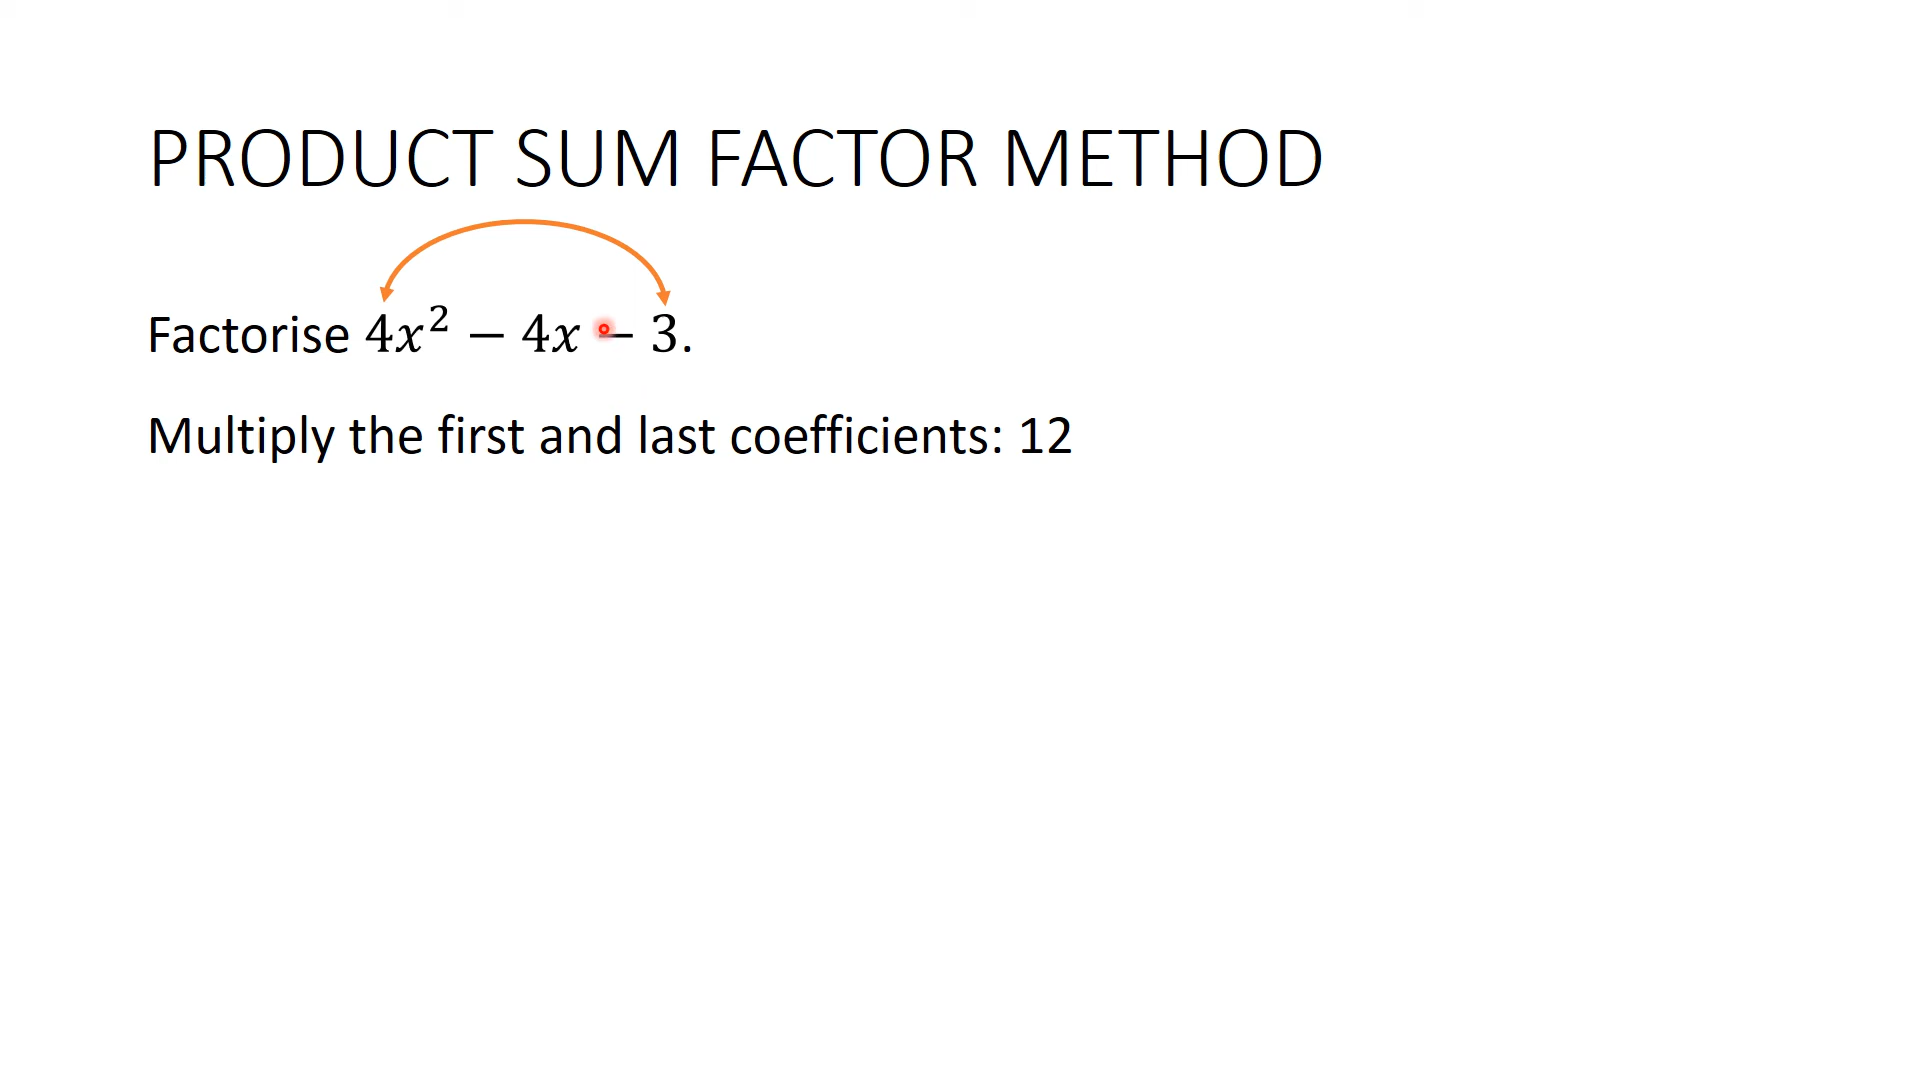 PRODUCT SUM FACTOR METHOD
Factorise 4x² − 4x − 3.
Multiply the first and last coefficients: 12